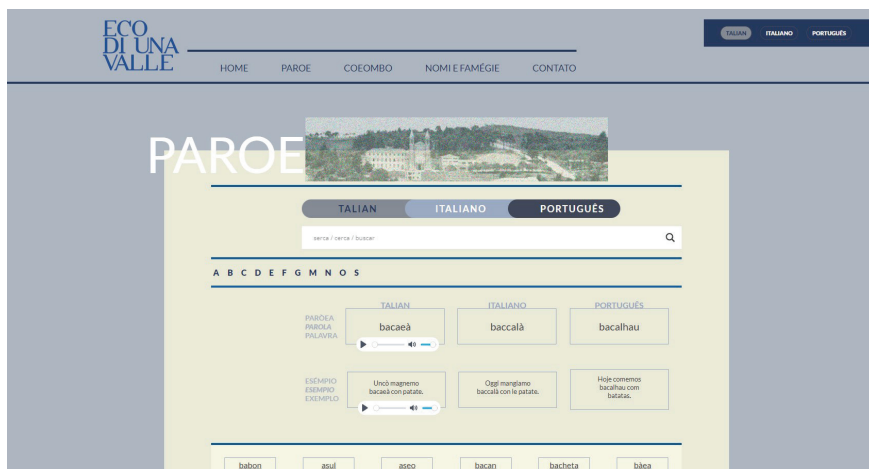 ECO
DI UNA
VALLE
TALIAN ITALIANO PORTUGUÊS
HOME PAROE COEOMBO NOMI E FAMÉGIE CONTATO
PAROE
TALIAN ITALIANO PORTUGUÊS
serca / cerca / buscar
A B C D E F G M N O S
TALIAN ITALIANO PORTUGUÊS
PARÓEA
PAROLA
PALAVRA
bacaeà baccalà bacalhau
ESÉMPIO
ESEMPIO
EXEMPLO
Uncò magnemo
bacaeà con patate.
Oggi mangiamo
baccalà con le patate.
Hoje comemos
bacalhau com
batatas.
babon asul aseo bacan bacheta bàea